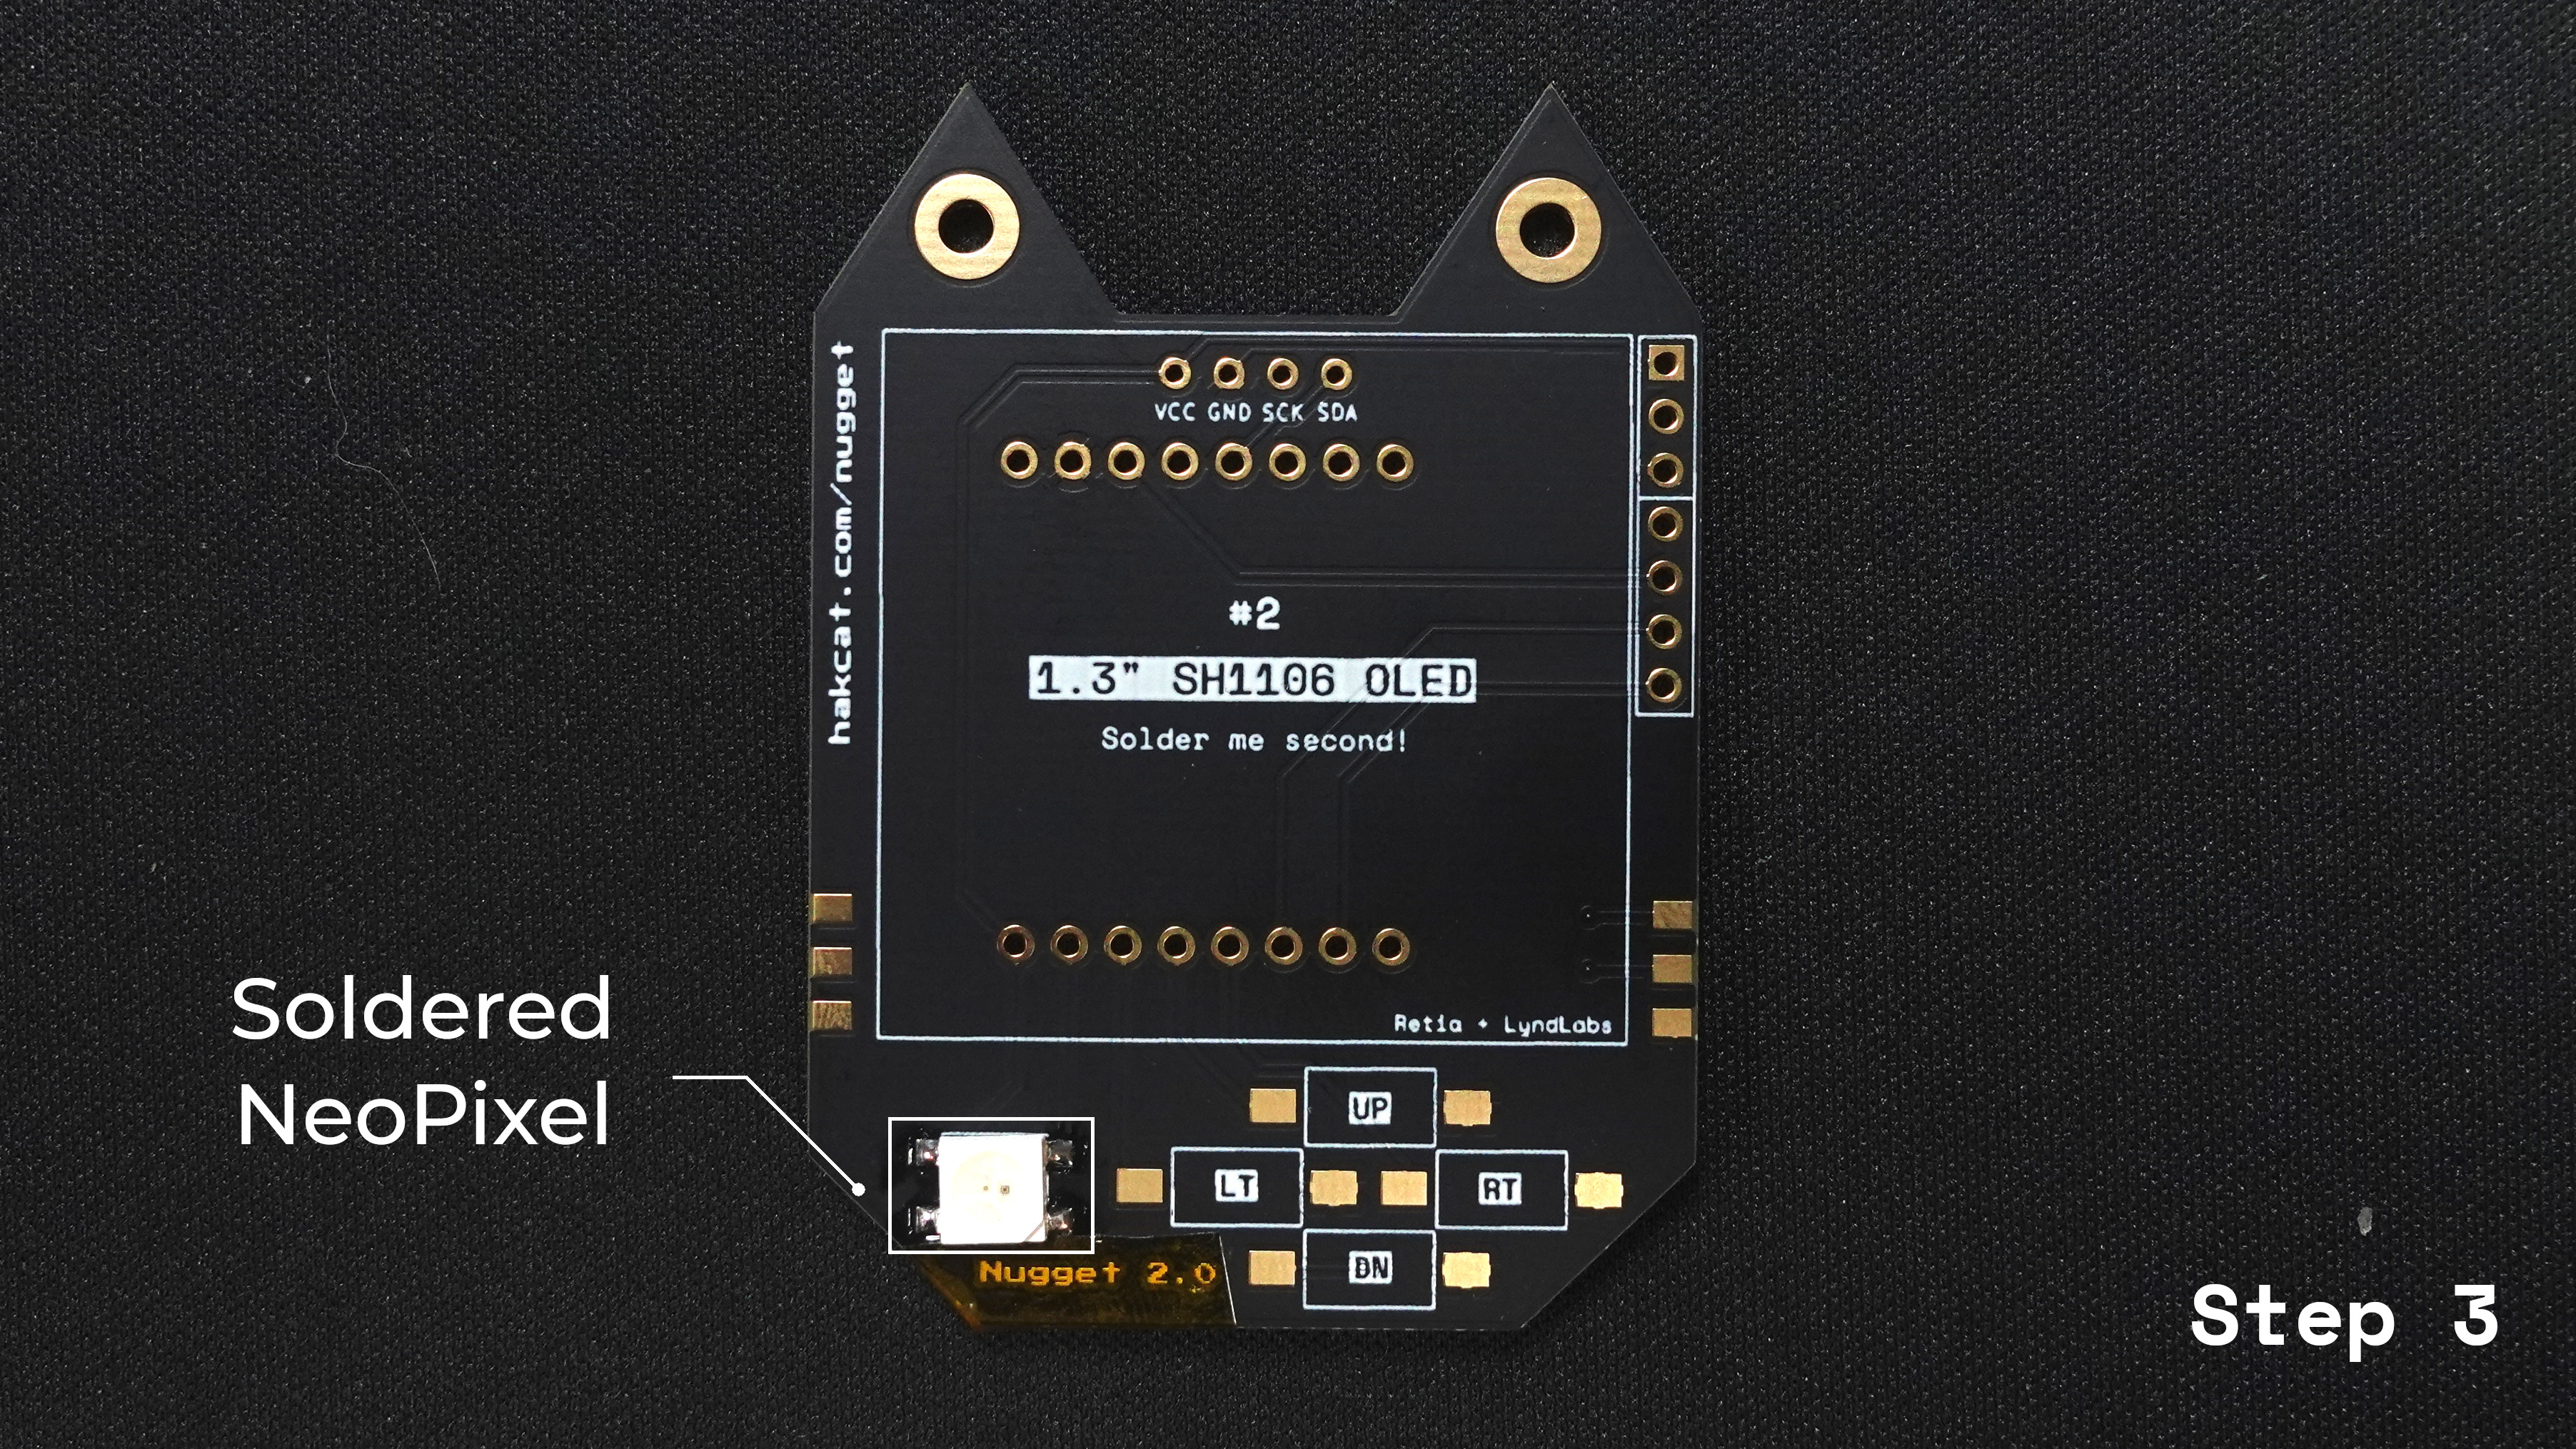 hakcat.com/nugget
VCC GND SCK SDA
#2
1.3" SH1106 OLED
Solder me second!
Retia + LyndLabs
Soldered
NeoPixel
UP
LT
RT
DN
Nugget 2.0
Step 3